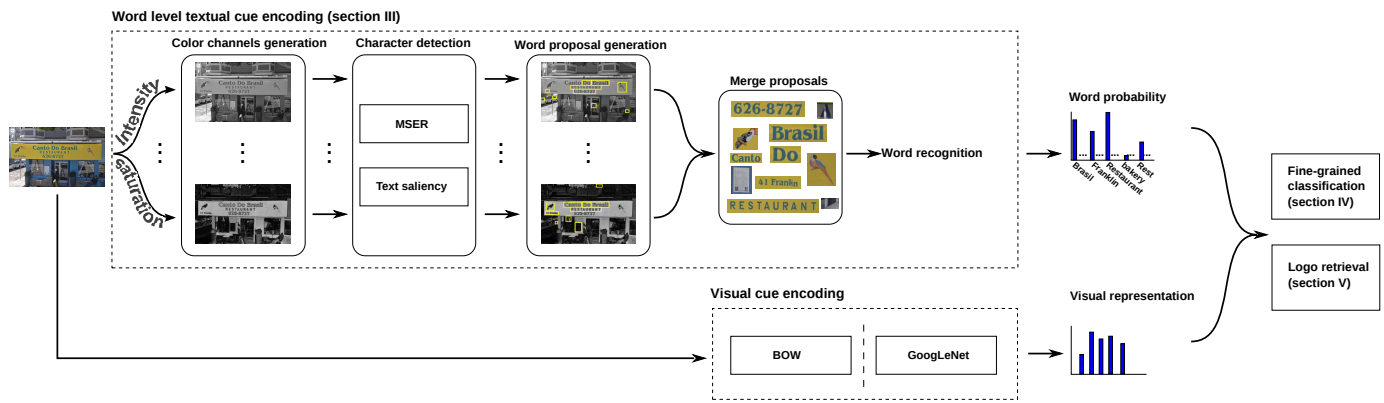 Word level textual cue encoding (section III)
Color channels generation
Character detection
Word proposal generation
Merge proposals
Intensity
saturation
Canto Do Brasil
RESTAURANT
626-8727
MSER
Text saliency
626-8727
Brasil
Canto
Do
41 Frankn
RESTAURANT
Word recognition
Word probability
Brasil
Franklin
Restaurant
bakery
Rest
Fine-grained
classification
(section IV)
Logo retrieval
(section V)
Visual cue encoding
BOW
GoogLeNet
Visual representation